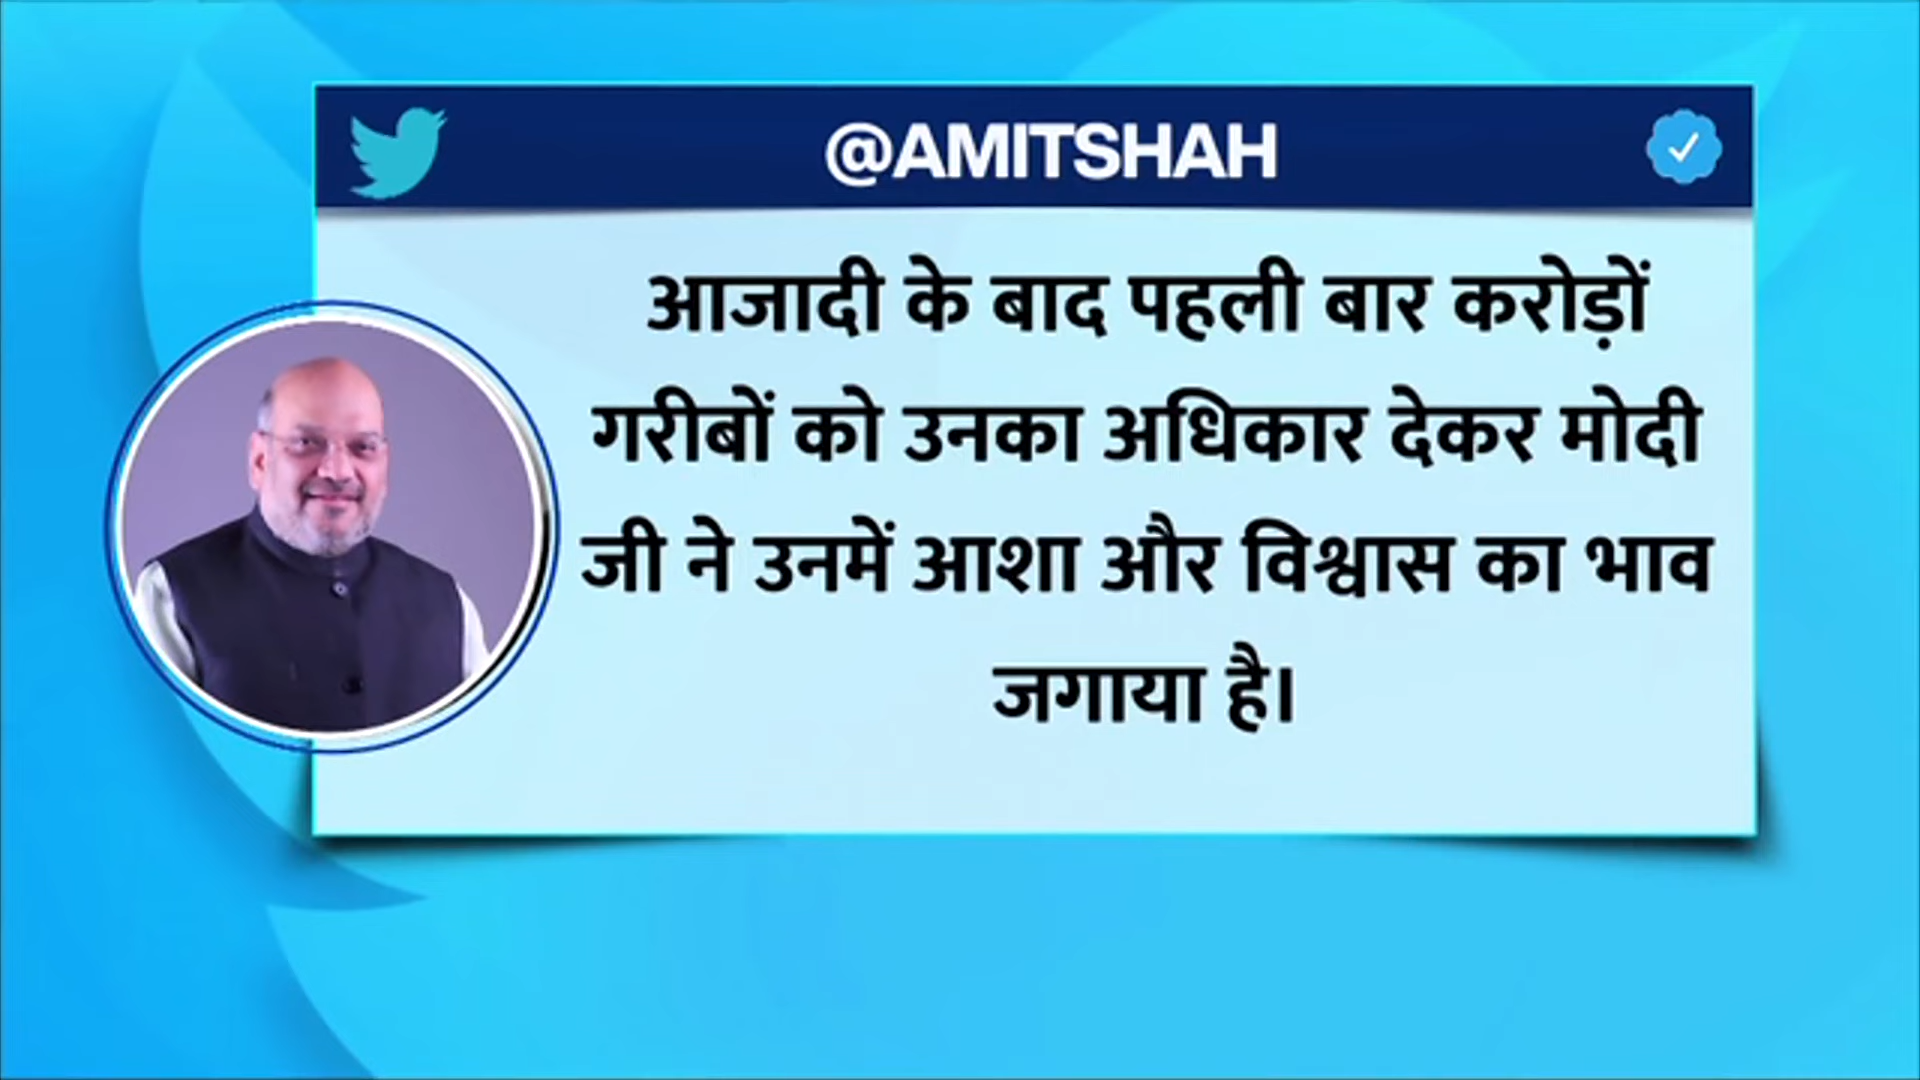 @AMITSHAH
आजादी के बाद पहली बार करोड़ों
गरीबों को उनका अधिकार देकर मोदी
जी ने उनमें आशा और विश्वास का भाव
जगाया है।